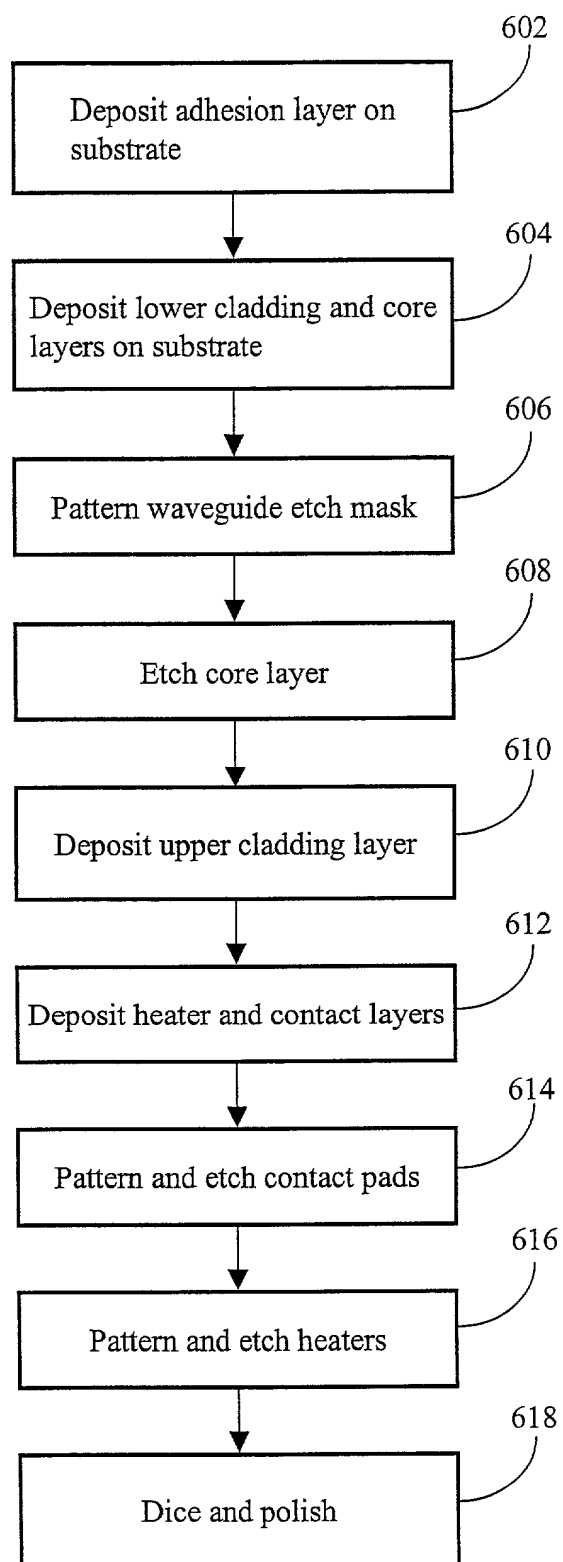 602
Deposit adhesion layer on
substrate
604
Deposit lower cladding and core
layers on substrate
606
Pattern waveguide etch mask
608
Etch core layer
610
Deposit upper cladding layer
612
Deposit heater and contact layers
614
Pattern and etch contact pads
616
Pattern and etch heaters
618
Dice and polish